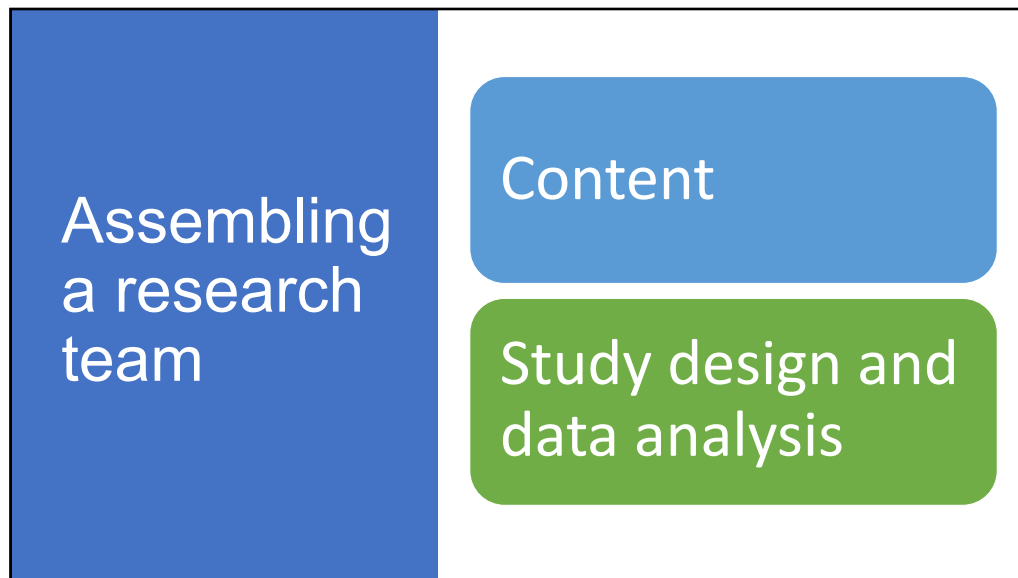 Assembling
a research
team
Content
Study design and
data analysis